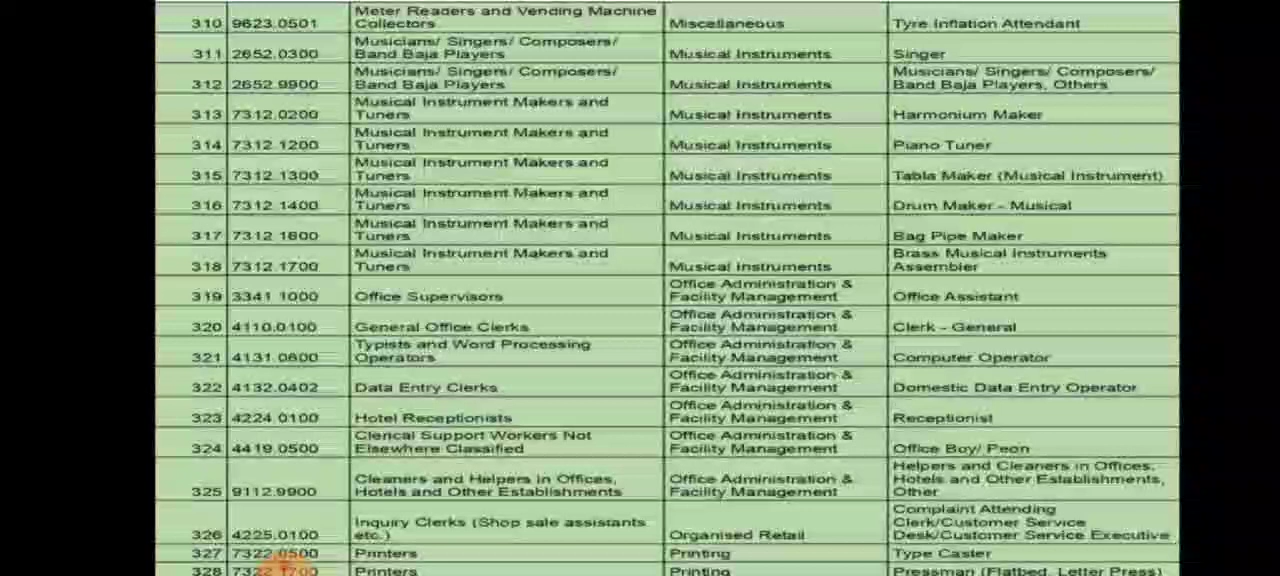 310 9623.0501 Meter Readers and Vending Machine Collectors Miscellaneous Tyre Inflation Attendant
311 2652.0300 Musicians/ Singers/ Composers/ Band Baja Players Musical Instruments Singer
312 2652.9900 Musicians/ Singers/ Composers/ Band Baja Players Musical Instruments Musicians/ Singers/ Composers/ Band Baja Players, Others
313 7312.0200 Musical Instrument Makers and Tuners Musical Instruments Harmonium Maker
314 7312.1200 Musical Instrument Makers and Tuners Musical Instruments Piano Tuner
315 7312.1300 Musical Instrument Makers and Tuners Musical Instruments Tabla Maker (Musical Instrument)
316 7312.1400 Musical Instrument Makers and Tuners Musical Instruments Drum Maker - Musical
317 7312.1600 Musical Instrument Makers and Tuners Musical Instruments Bag Pipe Maker
318 7312.1700 Musical Instrument Makers and Tuners Musical Instruments Brass Musical Instruments Assembler
319 3341.1000 Office Supervisors Office Administration & Facility Management Office Assistant
320 4110.0100 General Office Clerks Office Administration & Facility Management Clerk - General
321 4131.0600 Typists and Word Processing Operators Office Administration & Facility Management Computer Operator
322 4132.0402 Data Entry Clerks Office Administration & Facility Management Domestic Data Entry Operator
323 4224.0100 Hotel Receptionists Office Administration & Facility Management Receptionist
324 4419.0500 Clerical Support Workers Not Elsewhere Classified Office Administration & Facility Management Office Boy/ Peon
325 9112.9900 Cleaners and Helpers in Offices, Hotels and Other Establishments Office Administration & Facility Management Helpers and Cleaners in Offices, Hotels and Other Establishments, Other
326 4225.0100 Inquiry Clerks (Shop sale assistants etc.) Organised Retail Complaint Attending Clerk/Customer Service Desk/Customer Service Executive
327 7322.0500 Printers Printing Type Caster
328 7322.1700 Printers Printing Pressman (Flatbed, Letter Press)